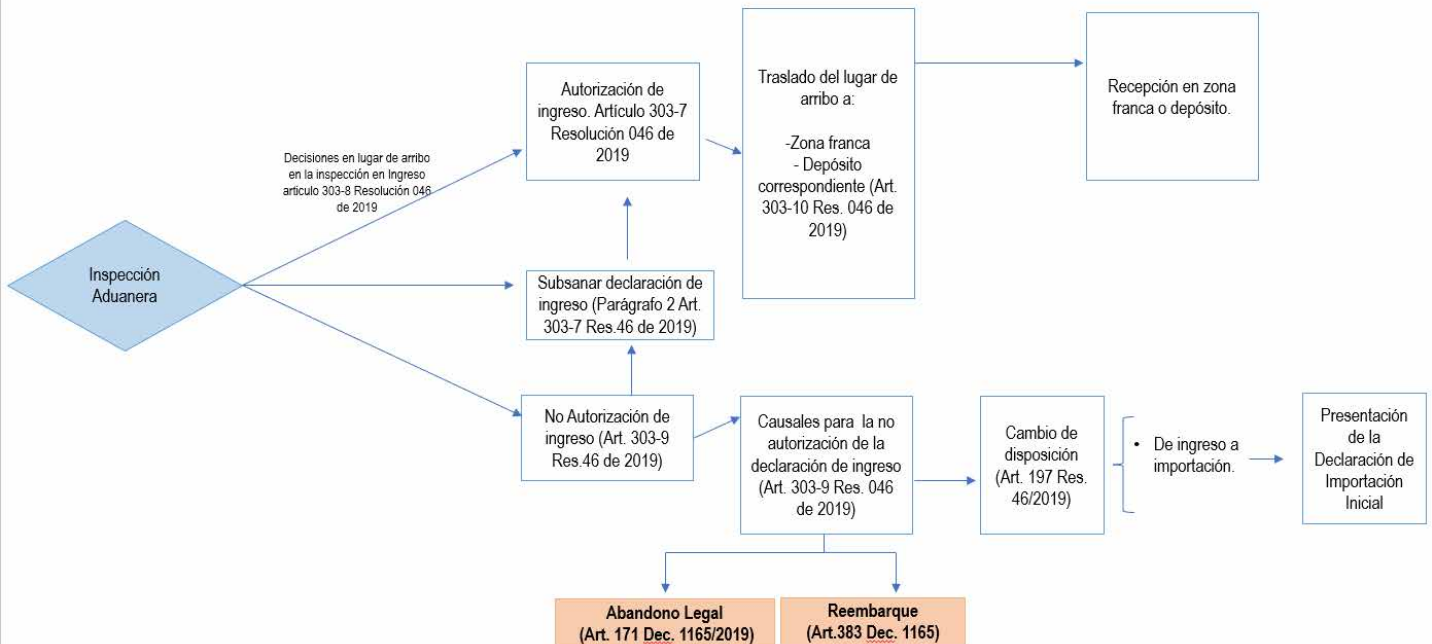 Inspección
Aduanera
Decisiones en lugar de arribo
en la inspección en Ingreso
articulo 303-8 Resolución 046
de 2019
Autorización de
ingreso. Artículo 303-7
Resolución 046 de
2019
Traslado del lugar de
arribo a:
-Zona franca
- Depósito
correspondiente (Art.
303-10 Res. 046 de
2019)
Recepción en zona
franca o depósito.
Subsanar declaración de
ingreso (Parágrafo 2 Art.
303-7 Res.46 de 2019)
No Autorización de
ingreso (Art. 303-9
Res.46 de 2019)
Causales para la no
autorización de la
declaración de ingreso
(Art. 303-9 Res. 046
de 2019)
Cambio de
disposición
(Art. 197 Res.
46/2019)
• De ingreso a
importación.
Presentación
de la
Declaración de
Importación
Inicial
Abandono Legal
(Art. 171 Dec. 1165/2019)
Reembarque
(Art.383 Dec. 1165)